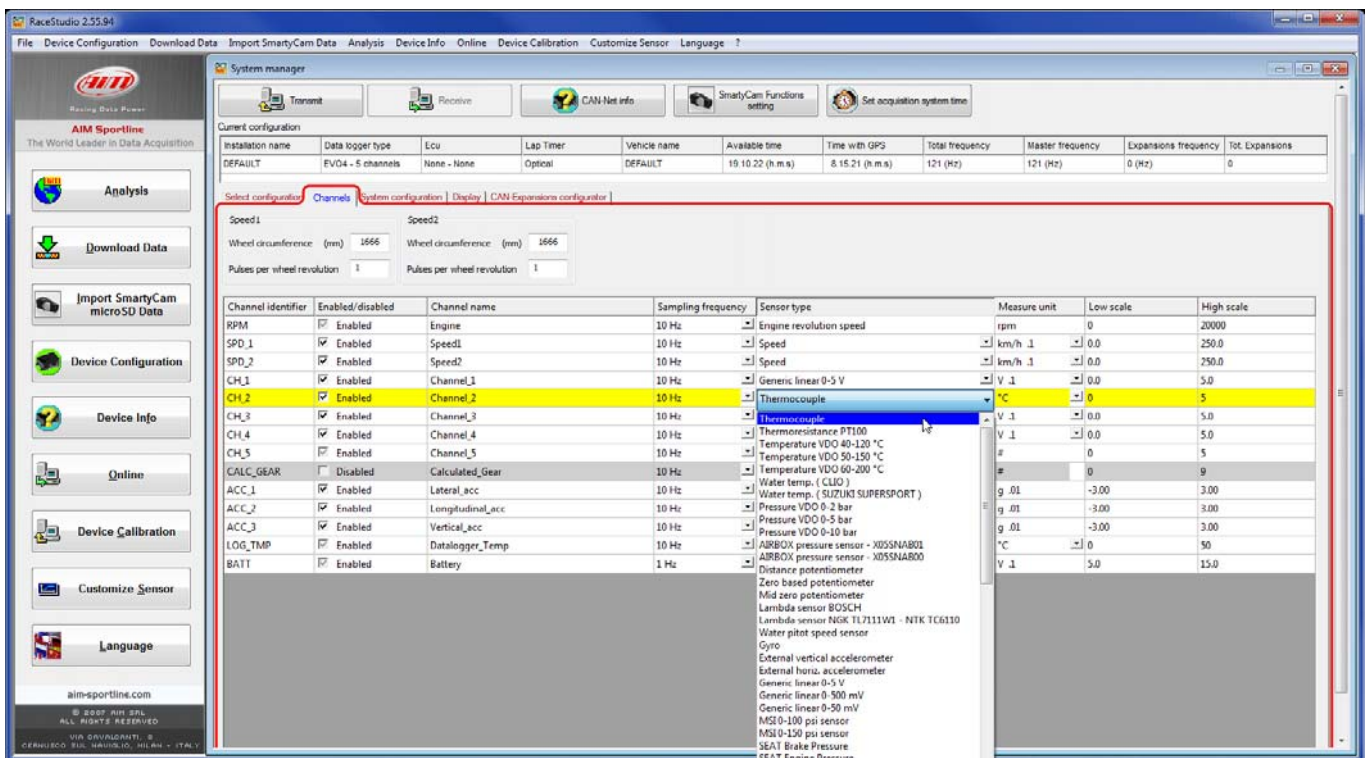 RaceStudio 2.55.94
File Device Configuration Download Data Import SmartyCam Data Analysis Device Info Online Device Calibration Customize Sensor Language ?
AIM
Racing Data Power
AIM Sportline
The World Leader in Data Acquisition
Analysis
Download Data
Import SmartyCam microSD Data
Device Configuration
Device Info
Online
Device Calibration
Customize Sensor
Language
aim-sportline.com
© 2007 AIM SRL
ALL RIGHTS RESERVED
VIA CAVALCANTI, 8
CERNUSCO SUL NAVIGLIO, MILAN - ITALY
System manager
Transmit Receive CAN-Net info SmartyCam Functions setting Set acquisition system time
Current configuration
Installation name Data logger type Ecu Lap Timer Vehicle name Available time Time with GPS Total frequency Master frequency Expansions frequency Tot. Expansions
DEFAULT EVO4 - 5 channels None - None Optical DEFAULT 19.10.22 (h.m.s) 8.15.21 (h.m.s) 121 (Hz) 121 (Hz) 0 (Hz) 0
Select configuration Channels System configuration Display CAN Expansions configurator
Speed1 Speed2
Wheel circumference (mm) 1666 Wheel circumference (mm) 1666
Pulses per wheel revolution 1 Pulses per wheel revolution 1
Channel identifier Enabled/disabled Channel name Sampling frequency Sensor type Measure unit Low scale High scale
RPM Enabled Engine 10 Hz Engine revolution speed rpm 0 20000
SPD_1 Enabled Speed1 10 Hz Speed km/h .1 0.0 250.0
SPD_2 Enabled Speed2 10 Hz Speed km/h .1 0.0 250.0
CH_1 Enabled Channel_1 10 Hz Generic linear 0-5 V V .1 0.0 5.0
CH_2 Enabled Channel_2 10 Hz Thermocouple °C 0 5
CH_3 Enabled Channel_3 10 Hz V .1 0.0 5.0
CH_4 Enabled Channel_4 10 Hz V .1 0.0 5.0
CH_5 Enabled Channel_5 10 Hz # 0 5
CALC_GEAR Disabled Calculated_Gear 10 Hz # 0 9
ACC_1 Enabled Lateral_acc 10 Hz g .01 -3.00 3.00
ACC_2 Enabled Longitudinal_acc 10 Hz g .01 -3.00 3.00
ACC_3 Enabled Vertical_acc 10 Hz g .01 -3.00 3.00
LOG_TMP Enabled Datalogger_Temp 10 Hz °C 0 50
BATT Enabled Battery 1 Hz V .1 5.0 15.0
Thermocouple
Thermoresistance PT100
Temperature VDO 40-120 °C
Temperature VDO 50-150 °C
Temperature VDO 60-200 °C
Water temp. ( CLIO )
Water temp. ( SUZUKI SUPERSPORT )
Pressure VDO 0-2 bar
Pressure VDO 0-5 bar
Pressure VDO 0-10 bar
AIRBOX pressure sensor - X05SNAB01
AIRBOX pressure sensor - X05SNAB00
Distance potentiometer
Zero based potentiometer
Mid zero potentiometer
Lambda sensor BOSCH
Lambda sensor NGK TL7111W1 - NTK TC6110
Water pitot speed sensor
Gyro
External vertical accelerometer
External horiz. accelerometer
Generic linear 0-5 V
Generic linear 0-500 mV
Generic linear 0-50 mV
MSI 0-100 psi sensor
MSI 0-150 psi sensor
SEAT Brake Pressure
SEAT Engine Pressure